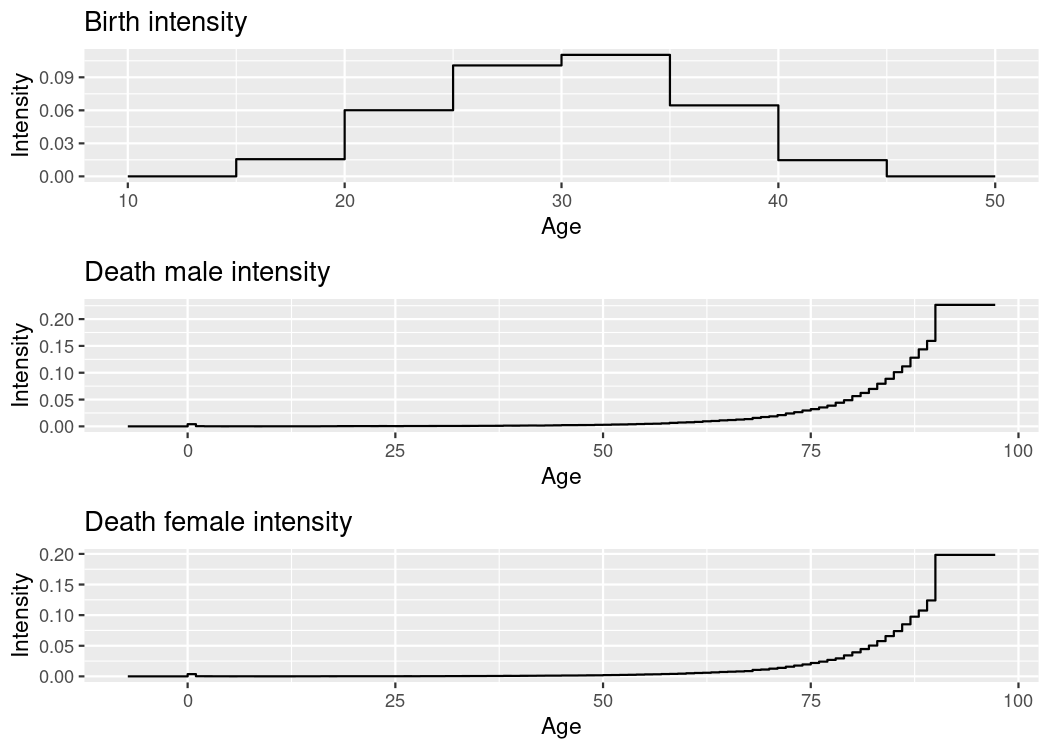 Birth intensity
Intensity
0.09
0.06
0.03
0.00
10 20 30 40 50
Age
Death male intensity
Intensity
0.20
0.15
0.10
0.05
0.00
0 25 50 75 100
Age
Death female intensity
Intensity
0.20
0.15
0.10
0.05
0.00
0 25 50 75 100
Age